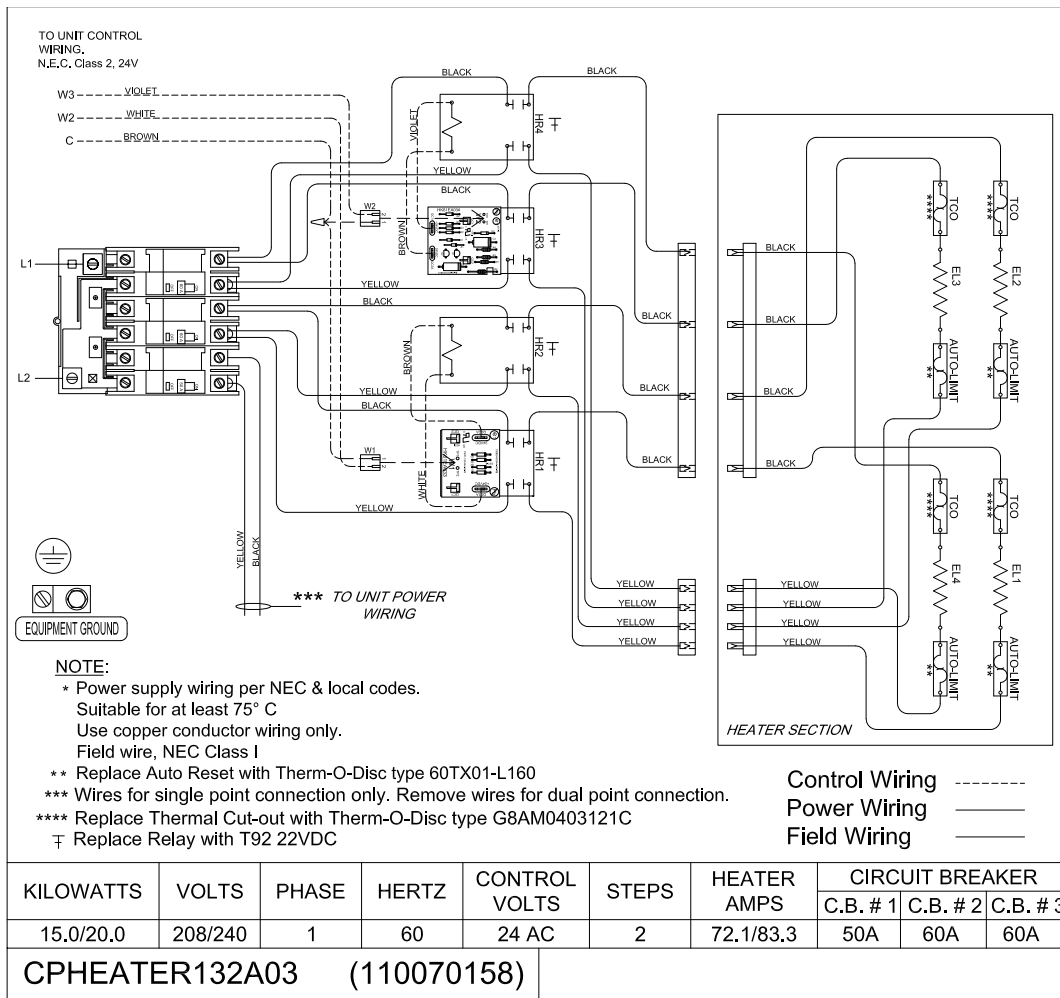 TO UNIT CONTROL
WIRING.
N.E.C. Class 2, 24V
W3
VIOLET
W2
WHITE
C
BROWN
BLACK
BLACK
VIOLET
HR4
YELLOW
BLACK
W2
2
1
BROWN
HR3
L1
YELLOW
BLACK
BROWN
HR2
L2
YELLOW
BLACK
W1
1
2
WHITE
HR1
YELLOW
YELLOW
BLACK
*** TO UNIT POWER
WIRING
EQUIPMENT GROUND
BLACK
BLACK
BLACK
BLACK
YELLOW
YELLOW
YELLOW
YELLOW
BLACK
BLACK
BLACK
BLACK
YELLOW
YELLOW
YELLOW
YELLOW
TCO
****
TCO
****
EL3
EL2
AUTO-LIMIT
**
AUTO-LIMIT
**
TCO
****
TCO
****
EL4
EL1
AUTO-LIMIT
**
AUTO-LIMIT
**
HEATER SECTION
NOTE:
* Power supply wiring per NEC & local codes.
Suitable for at least 75° C
Use copper conductor wiring only.
Field wire, NEC Class I
** Replace Auto Reset with Therm-O-Disc type 60TX01-L160
*** Wires for single point connection only. Remove wires for dual point connection.
**** Replace Thermal Cut-out with Therm-O-Disc type G8AM0403121C
Replace Relay with T92 22VDC
Control Wiring
Power Wiring
Field Wiring
KILOWATTS VOLTS PHASE HERTZ CONTROL VOLTS STEPS HEATER AMPS CIRCUIT BREAKER
C.B. # 1 C.B. # 2 C.B. # 3
15.0/20.0 208/240 1 60 24 AC 2 72.1/83.3 50A 60A 60A
CPHEATER132A03 (110070158)